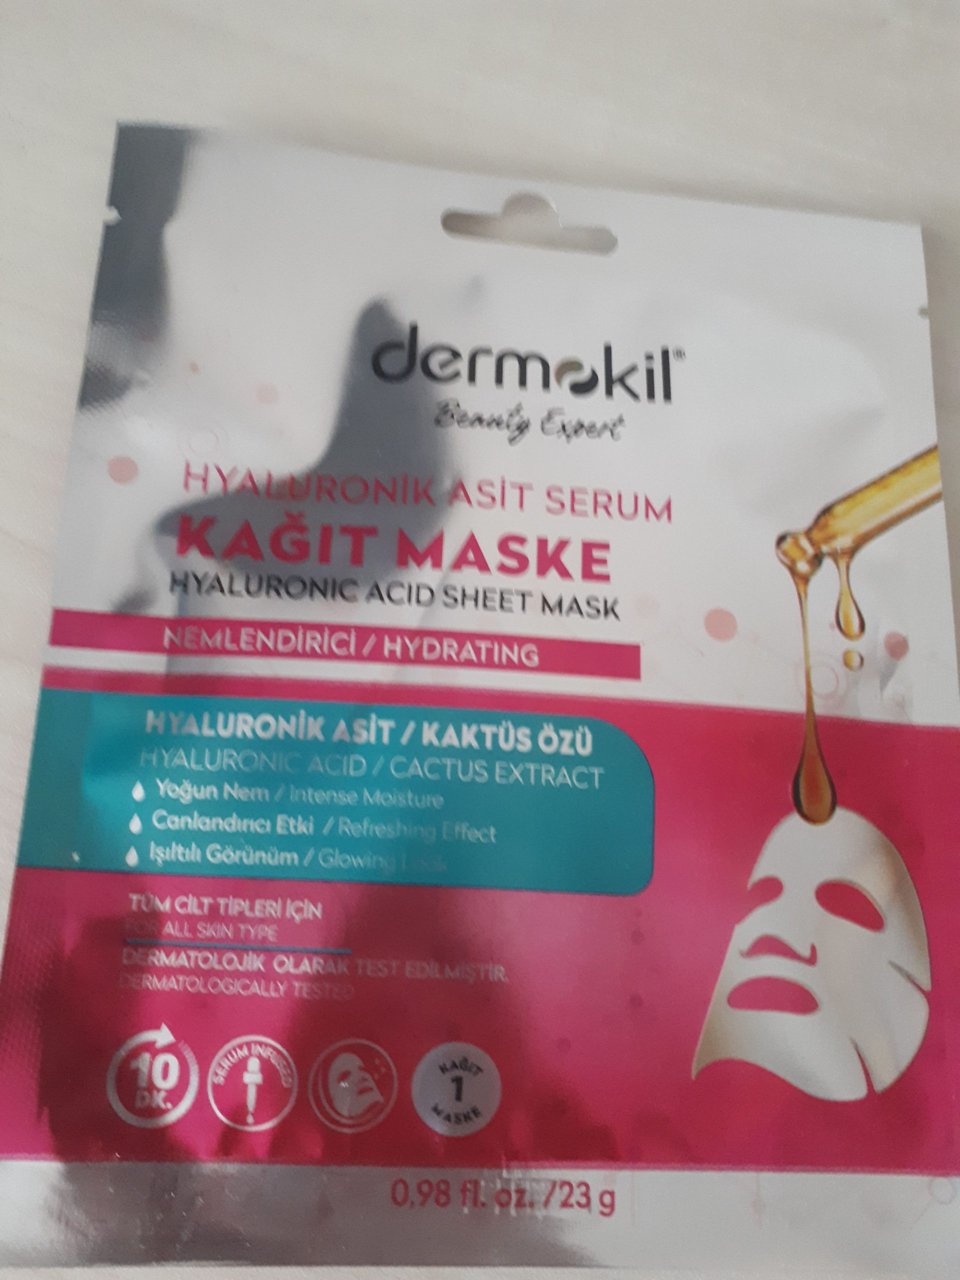 dermokil®
Beauty Expert
HYALURONİK ASİT SERUM
KAĞIT MASKE
HYALURONIC ACID SHEET MASK
NEMLENDİRİCİ / HYDRATING
HYALURONİK ASİT / KAKTÜS ÖZÜ
HYALURONIC ACID / CACTUS EXTRACT
Yoğun Nem / Intense Moisture
Canlandırıcı Etki / Refreshing Effect
Işıltılı Görünüm / Glowing Look
TÜM CİLT TİPLERİ İÇİN
FOR ALL SKIN TYPE
DERMATOLOJİK OLARAK TEST EDİLMİŞTİR.
DERMATOLOGICALLY TESTED
10
DK.
SERUM INFUSED
KAĞIT
1
MASKE
0,98 fl. oz. /23 g